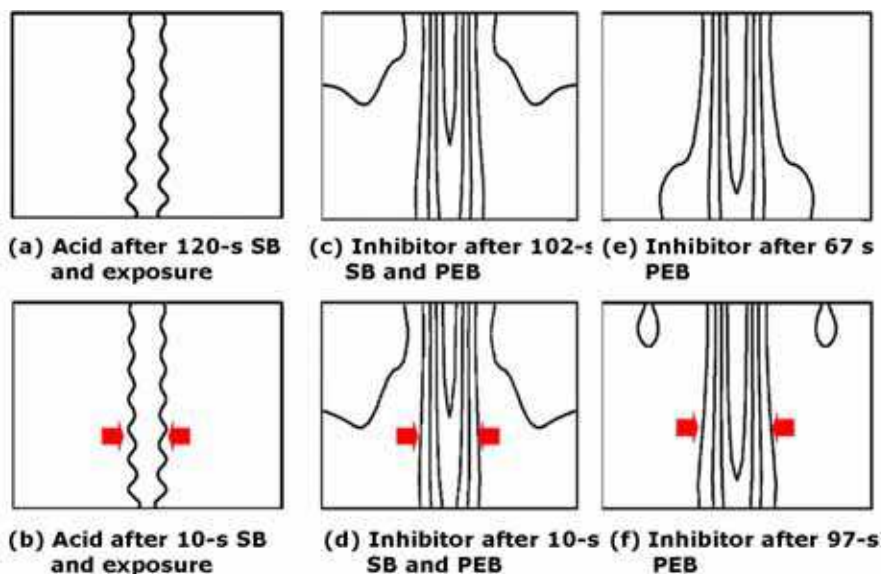 (a) Acid after 120-s SB
and exposure
(c) Inhibitor after 102-s
SB and PEB
(e) Inhibitor after 67 s
PEB
(b) Acid after 10-s SB
and exposure
(d) Inhibitor after 10-s
SB and PEB
(f) Inhibitor after 97-s
PEB